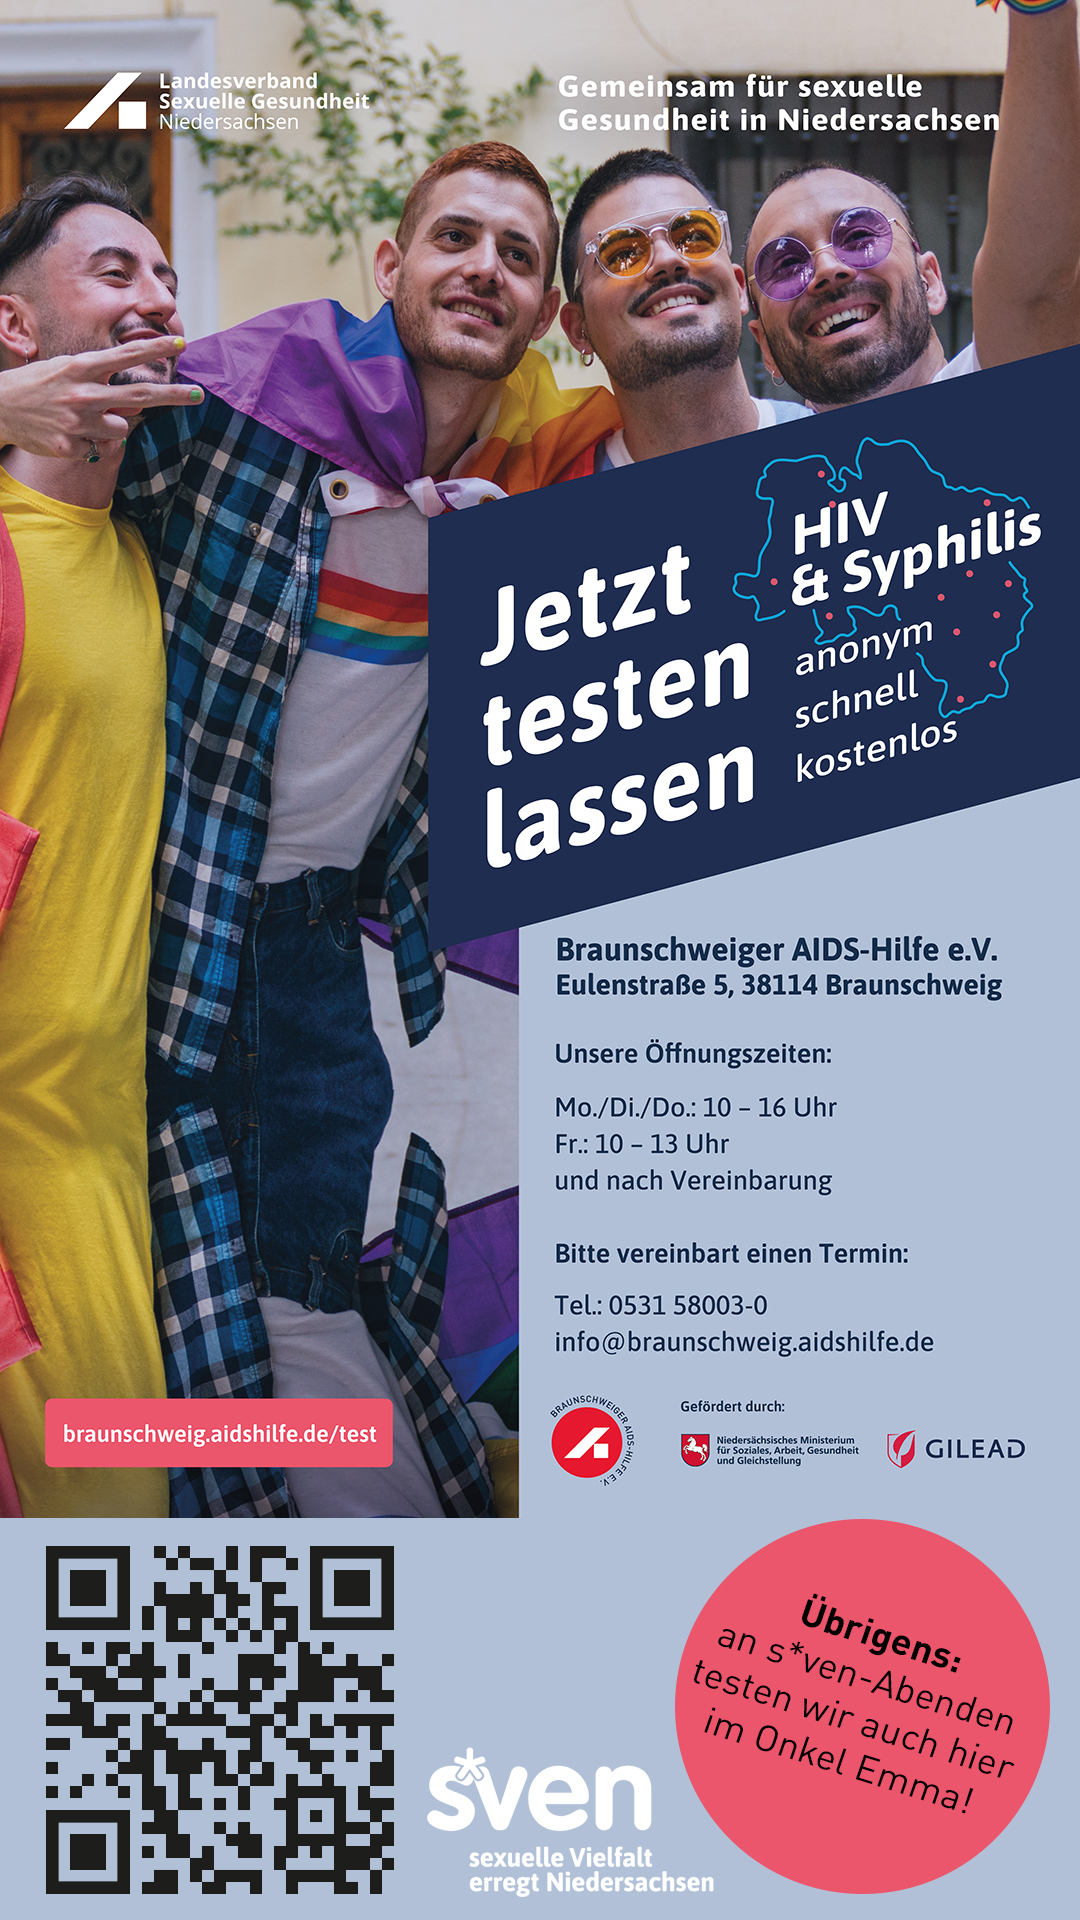 Landesverband
Sexuelle Gesundheit
Niedersachsen
Gemeinsam für sexuelle
Gesundheit in Niedersachsen
Jetzt
testen
lassen
HIV
& Syphilis
anonym
schnell
kostenlos
Braunschweiger AIDS-Hilfe e.V.
Eulenstraße 5, 38114 Braunschweig
Unsere Öffnungszeiten:
Mo./Di./Do.: 10 – 16 Uhr
Fr.: 10 – 13 Uhr
und nach Vereinbarung
Bitte vereinbart einen Termin:
Tel.: 0531 58003-0
info@braunschweig.aidshilfe.de
braunschweig.aidshilfe.de/test
BRAUNSCHWEIGER AIDS-HILFE E.V.
Gefördert durch:
Niedersächsisches Ministerium
für Soziales, Arbeit, Gesundheit
und Gleichstellung
GILEAD
s*ven
sexuelle Vielfalt
erregt Niedersachsen
Übrigens:
an s*ven-Abenden
testen wir auch hier
im Onkel Emma!